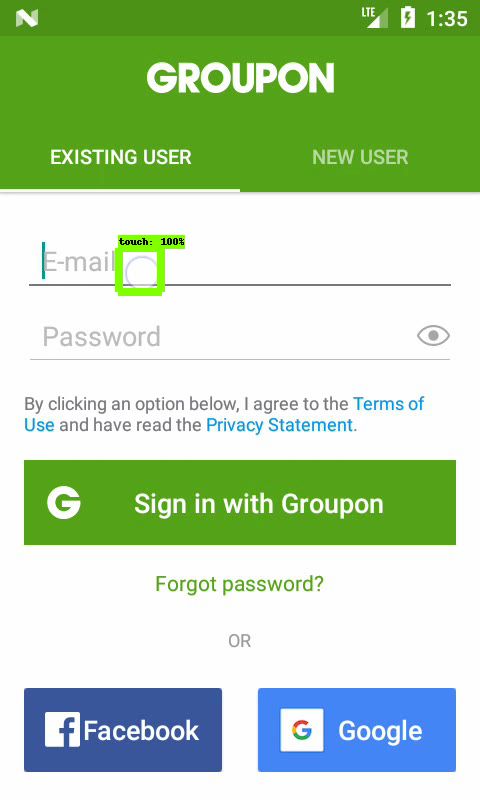 LTE 1:35
GROUPON
EXISTING USER NEW USER
touch: 100%
E-mail
Password
By clicking an option below, I agree to the Terms of
Use and have read the Privacy Statement.
G Sign in with Groupon
Forgot password?
OR
f Facebook G Google